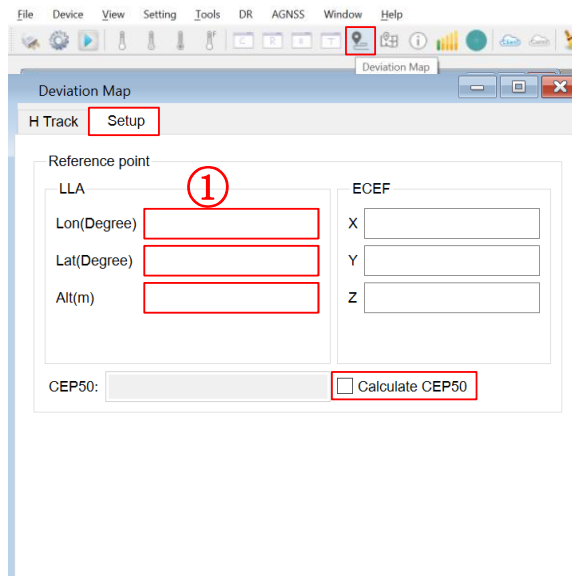 File Device View Setting Tools DR AGNSS Window Help
C R T
Deviation Map
Deviation Map
H Track Setup
Reference point
LLA ① ECEF
Lon(Degree) X
Lat(Degree) Y
Alt(m) Z
CEP50: Calculate CEP50